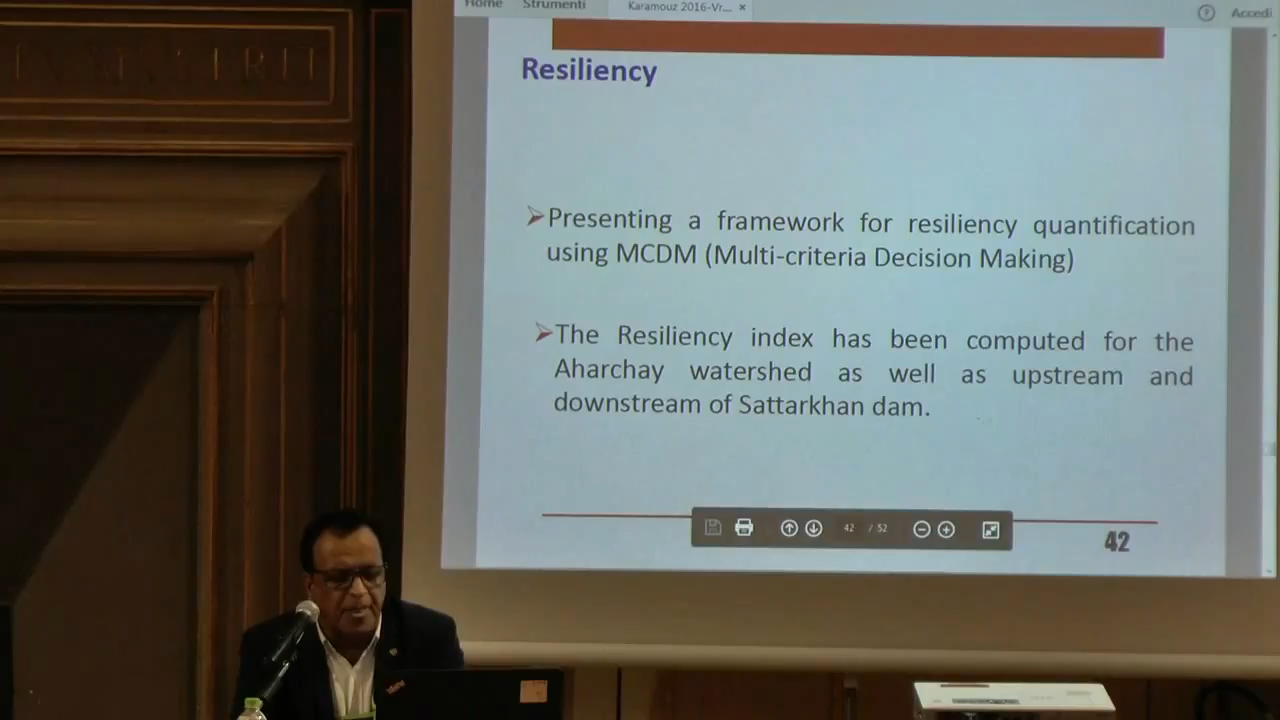 Home Strumenti Karamouz 2016-Vr... × ? Accedi
Resiliency
Presenting a framework for resiliency quantification
using MCDM (Multi-criteria Decision Making)
The Resiliency index has been computed for the
Aharchay watershed as well as upstream and
downstream of Sattarkhan dam.
42 / 52
42